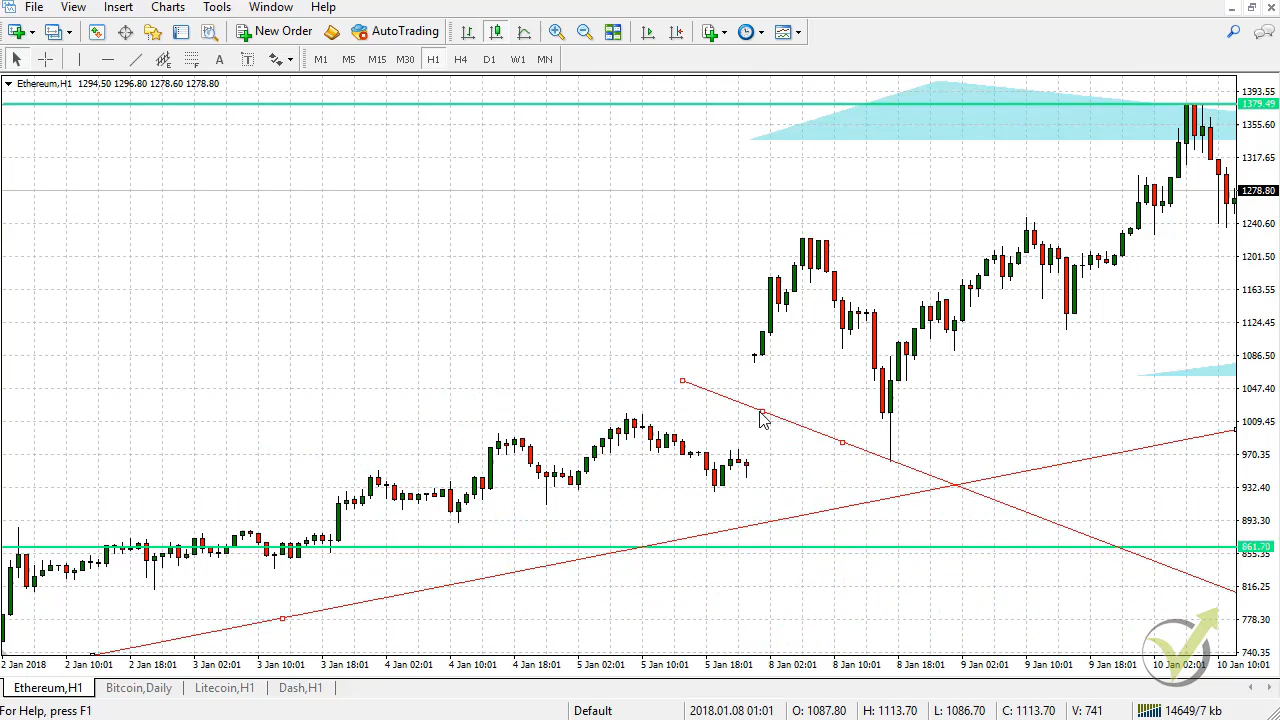 File View Insert Charts Tools Window Help
New Order AutoTrading
A T M1 M5 M15 M30 H1 H4 D1 W1 MN
Ethereum,H1 1294.50 1296.80 1278.60 1278.80
1393.55
1379.49
1355.60
1317.65
1278.80
1240.60
1201.50
1163.55
1124.45
1086.50
1047.40
1009.45
970.35
932.40
893.30
861.70
855.35
816.25
778.30
740.35
2 Jan 2018 2 Jan 10:01 2 Jan 18:01 3 Jan 02:01 3 Jan 10:01 3 Jan 18:01 4 Jan 02:01 4 Jan 10:01 4 Jan 18:01 5 Jan 02:01 5 Jan 10:01 5 Jan 18:01 8 Jan 02:01 8 Jan 10:01 8 Jan 18:01 9 Jan 02:01 9 Jan 10:01 9 Jan 18:01 10 Jan 02:01 10 Jan 10:01
Ethereum,H1 Bitcoin,Daily Litecoin,H1 Dash,H1
For Help, press F1 Default 2018.01.08 01:01 O: 1087.80 H: 1113.70 L: 1086.70 C: 1113.70 V: 741 14649/7 kb